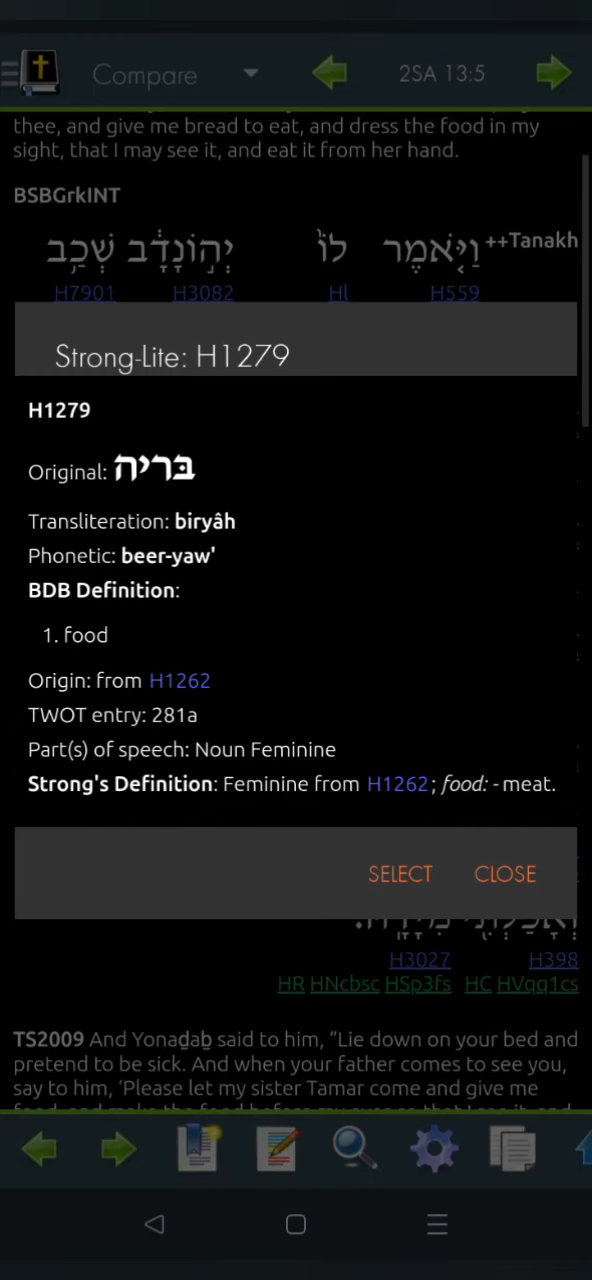 Compare
2SA 13:5
thee, and give me bread to eat, and dress the food in my
sight, that I may see it, and eat it from her hand.
BSBGrkINT
++Tanakh וַיֹּ֨אמֶר לוֹ֙ יְה֣וֹנָדָ֔ב שְׁכַ֥ב
H559 Hl H3082 H7901
Strong-Lite: H1279
H1279
Original: בּריה
Transliteration: biryâh
Phonetic: beer-yaw'
BDB Definition:
1. food
Origin: from H1262
TWOT entry: 281a
Part(s) of speech: Noun Feminine
Strong's Definition: Feminine from H1262; food: - meat.
SELECT CLOSE
H3027 H398
HR HNcbsc HSp3fs HC HVqq1cs
TS2009 And Yonaḏaḇ said to him, “Lie down on your bed and
pretend to be sick. And when your father comes to see you,
say to him, ‘Please let my sister Tamar come and give me